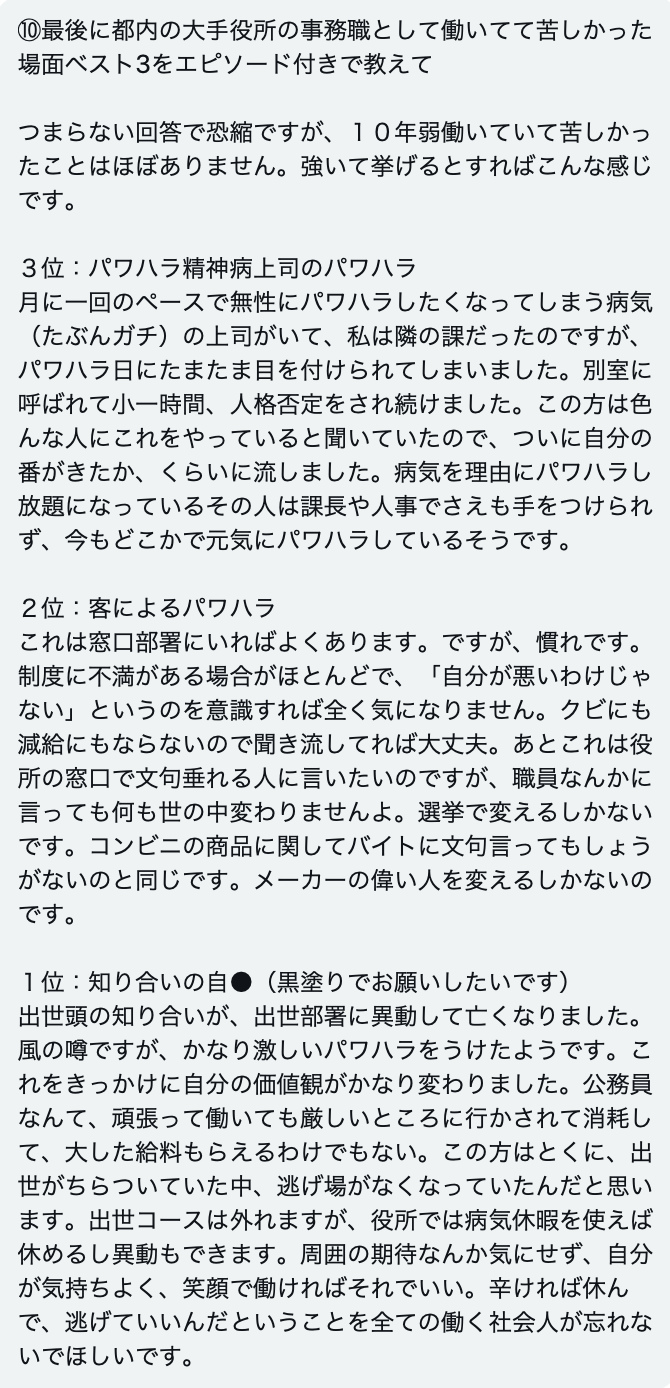 ⑩最後に都内の大手役所の事務職として働いてて苦しかった
場面ベスト3をエピソード付きで教えて
つまらない回答で恐縮ですが、１０年弱働いていて苦しかっ
たことはほぼありません。強いて挙げるとすればこんな感じ
です。
３位：パワハラ精神病上司のパワハラ
月に一回のペースで無性にパワハラしたくなってしまう病気
（たぶんガチ）の上司がいて、私は隣の課だったのですが、
パワハラ日にたまたま目を付けられてしまいました。別室に
呼ばれて小一時間、人格否定をされ続けました。この方は色
んな人にこれをやっていると聞いていたので、ついに自分の
番がきたか、くらいに流しました。病気を理由にパワハラし
放題になっているその人は課長や人事でさえも手をつけられ
ず、今もどこかで元気にパワハラしているそうです。
２位：客によるパワハラ
これは窓口部署にいればよくあります。ですが、慣れです。
制度に不満がある場合がほとんどで、「自分が悪いわけじゃ
ない」というのを意識すれば全く気になりません。クビにも
減給にもならないので聞き流してれば大丈夫。あとこれは役
所の窓口で文句垂れる人に言いたいのですが、職員なんかに
言っても何も世の中変わりませんよ。選挙で変えるしかない
です。コンビニの商品に関してバイトに文句言ってもしょう
がないのと同じです。メーカーの偉い人を変えるしかないの
です。
１位：知り合いの自●（黒塗りでお願いしたいです）
出世頭の知り合いが、出世部署に異動して亡くなりました。
風の噂ですが、かなり激しいパワハラをうけたようです。こ
れをきっかけに自分の価値観がかなり変わりました。公務員
なんて、頑張って働いても厳しいところに行かされて消耗し
て、大した給料もらえるわけでもない。この方はとくに、出
世がちらついていた中、逃げ場がなくなっていたんだと思い
ます。出世コースは外れますが、役所では病気休暇を使えば
休めるし異動もできます。周囲の期待なんか気にせず、自分
が気持ちよく、笑顔で働ければそれでいい。辛ければ休ん
で、逃げていいんだということを全ての働く社会人が忘れな
いでほしいです。